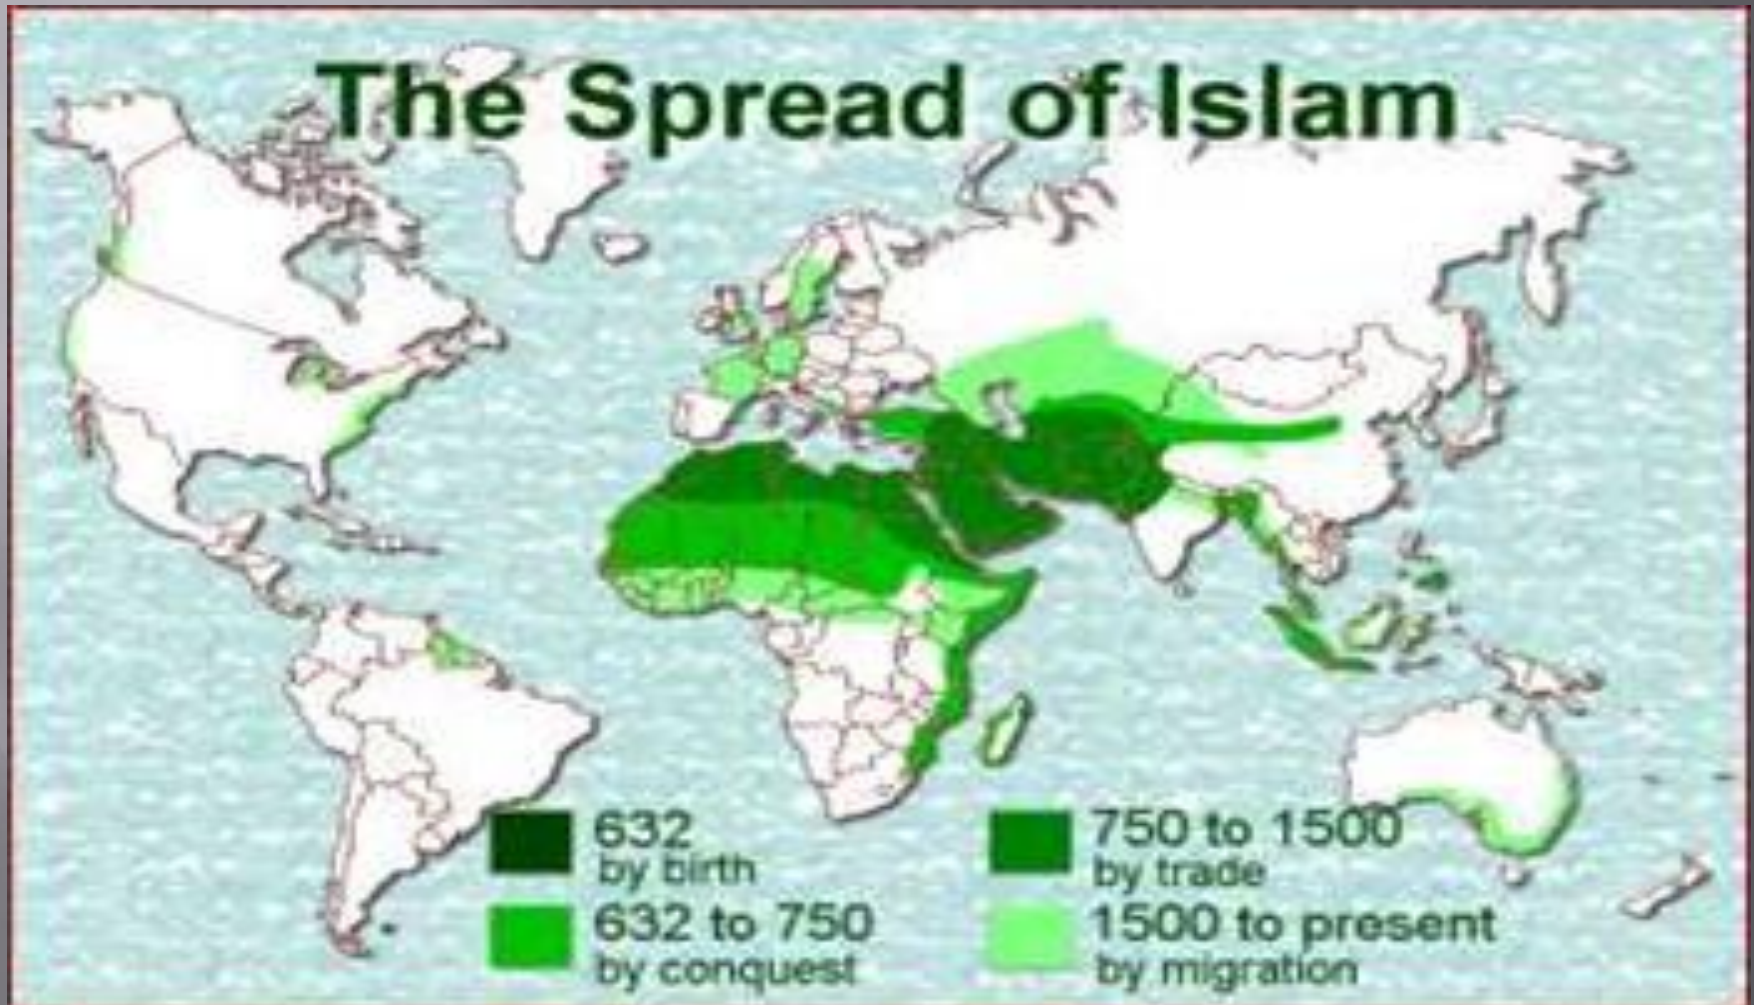 The Spread of Islam
632
by birth
632 to 750
by conquest
750 to 1500
by trade
1500 to present
by migration